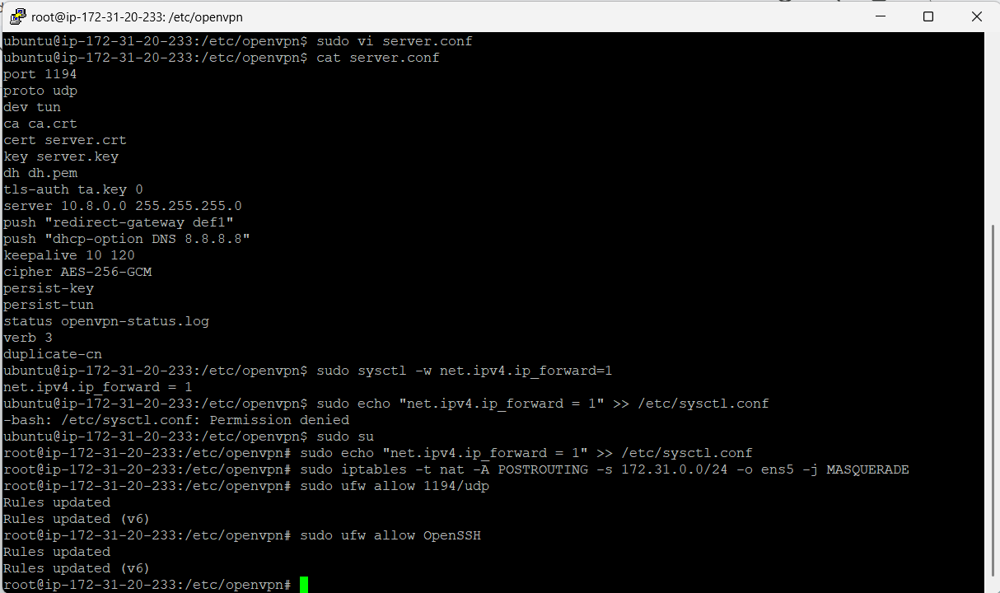 root@ip-172-31-20-233: /etc/openvpn
ubuntu@ip-172-31-20-233:/etc/openvpn$ sudo vi server.conf
ubuntu@ip-172-31-20-233:/etc/openvpn$ cat server.conf
port 1194
proto udp
dev tun
ca ca.crt
cert server.crt
key server.key
dh dh.pem
tls-auth ta.key 0
server 10.8.0.0 255.255.255.0
push "redirect-gateway def1"
push "dhcp-option DNS 8.8.8.8"
keepalive 10 120
cipher AES-256-GCM
persist-key
persist-tun
status openvpn-status.log
verb 3
duplicate-cn
ubuntu@ip-172-31-20-233:/etc/openvpn$ sudo sysctl -w net.ipv4.ip_forward=1
net.ipv4.ip_forward = 1
ubuntu@ip-172-31-20-233:/etc/openvpn$ sudo echo "net.ipv4.ip_forward = 1" >> /etc/sysctl.conf
-bash: /etc/sysctl.conf: Permission denied
ubuntu@ip-172-31-20-233:/etc/openvpn$ sudo su
root@ip-172-31-20-233:/etc/openvpn# sudo echo "net.ipv4.ip_forward = 1" >> /etc/sysctl.conf
root@ip-172-31-20-233:/etc/openvpn# sudo iptables -t nat -A POSTROUTING -s 172.31.0.0/24 -o ens5 -j MASQUERADE
root@ip-172-31-20-233:/etc/openvpn# sudo ufw allow 1194/udp
Rules updated
Rules updated (v6)
root@ip-172-31-20-233:/etc/openvpn# sudo ufw allow OpenSSH
Rules updated
Rules updated (v6)
root@ip-172-31-20-233:/etc/openvpn#